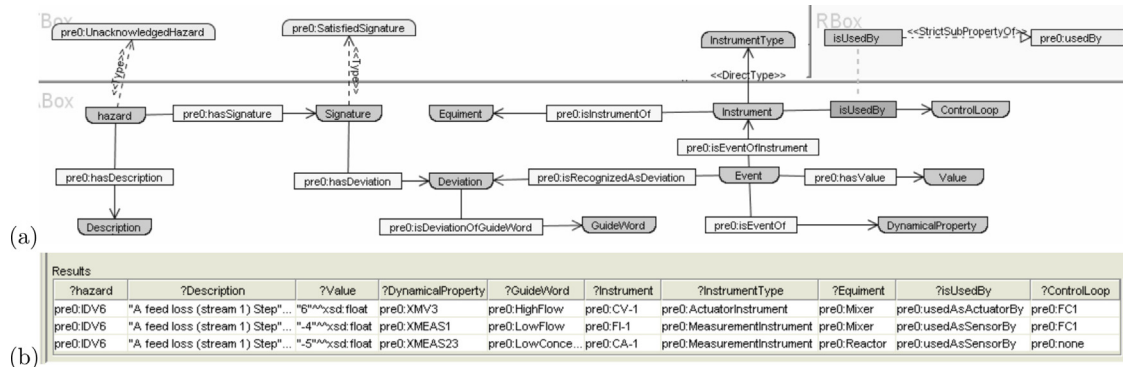 Box
pre0:UnacknowledgedHazard
pre0:SatisfiedSignature
InstrumentType
RBox
isUsedBy
<<StrictSubPropertyOf>>
pre0:usedBy
<<Type>>
<<Type>>
<<DirectType>>
ABox
hazard
pre0:hasSignature
Signature
Equiment
pre0:isInstrumentOf
Instrument
isUsedBy
ControlLoop
pre0:isEventOfInstrument
pre0:hasDescription
pre0:hasDeviation
Deviation
pre0:isRecognizedAsDeviation
Event
pre0:hasValue
Value
Description
pre0:isDeviationOfGuideWord
GuideWord
pre0:isEventOf
DynamicalProperty
(a)
Results
?hazard ?Description ?Value ?DynamicalProperty ?GuideWord ?Instrument ?InstrumentType ?Equiment ?isUsedBy ?ControlLoop
pre0:IDV6 "A feed loss (stream 1) Step"... "6"^^xsd:float pre0:XMV3 pre0:HighFlow pre0:CV-1 pre0:ActuatorInstrument pre0:Mixer pre0:usedAsActuatorBy pre0:FC1
pre0:IDV6 "A feed loss (stream 1) Step"... "-4"^^xsd:float pre0:XMEAS1 pre0:LowFlow pre0:FI-1 pre0:MeasurementInstrument pre0:Mixer pre0:usedAsSensorBy pre0:FC1
pre0:IDV6 "A feed loss (stream 1) Step"... "-5"^^xsd:float pre0:XMEAS23 pre0:LowConce... pre0:CA-1 pre0:MeasurementInstrument pre0:Reactor pre0:usedAsSensorBy pre0:none
(b)